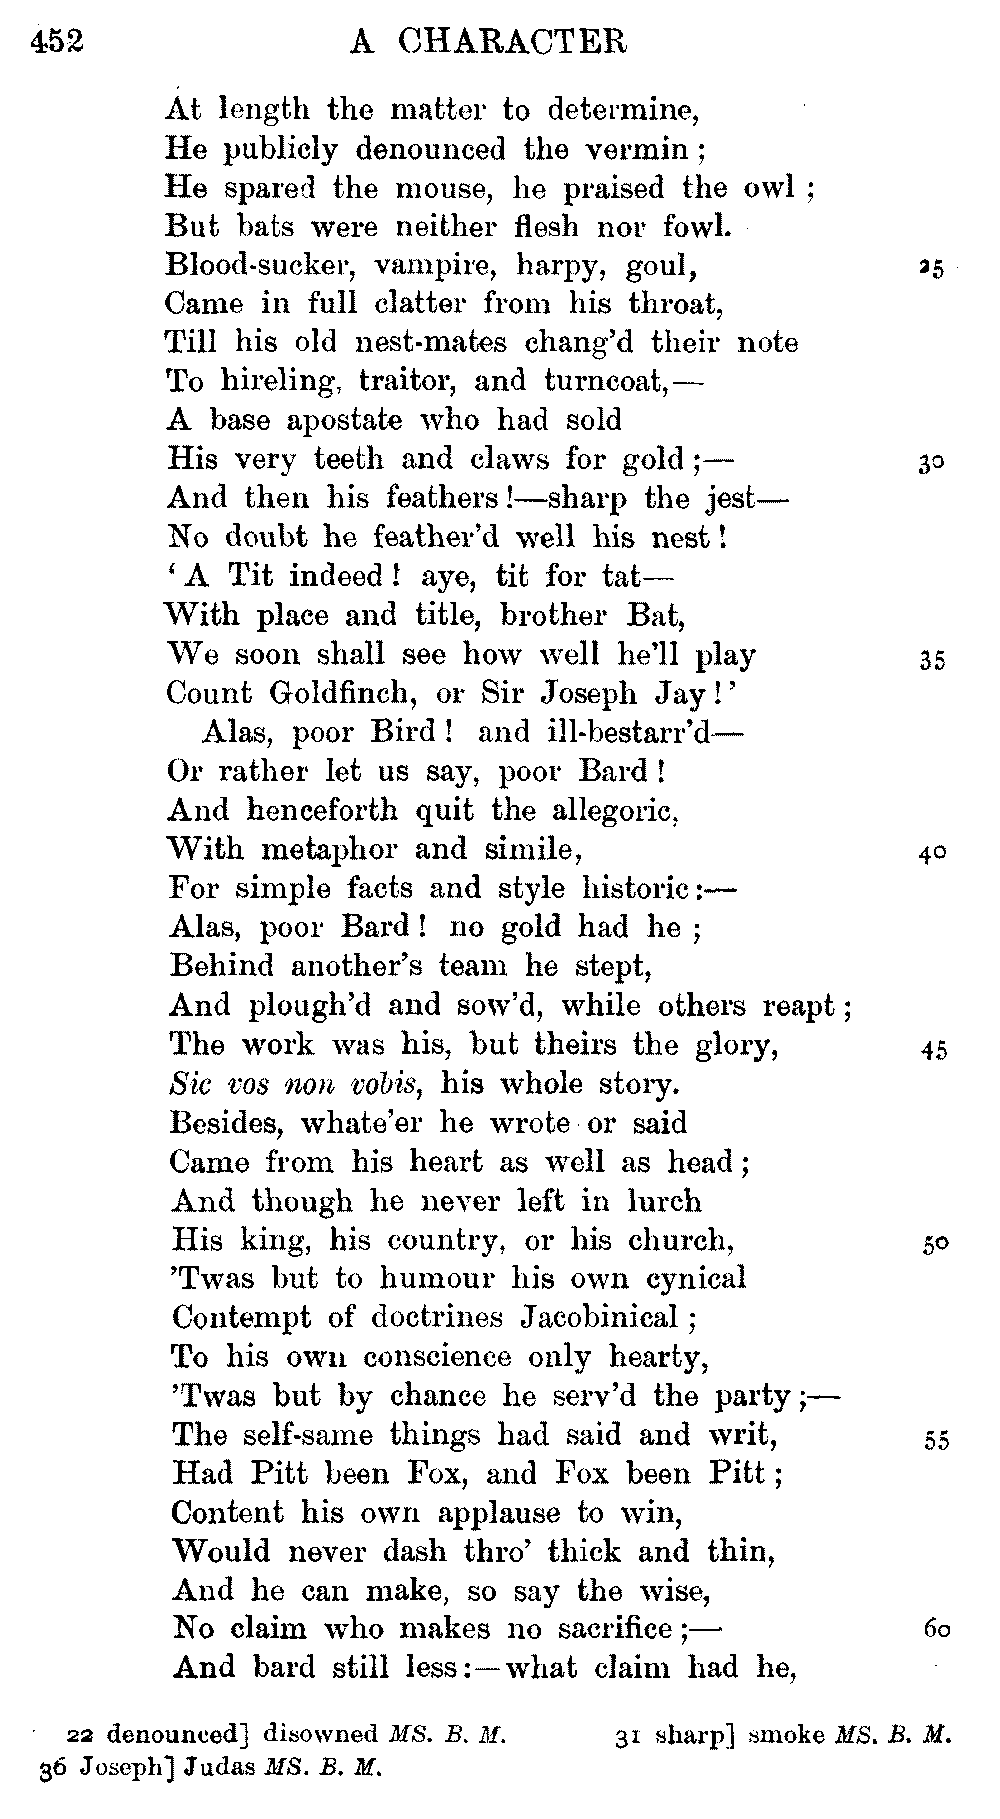 452 A CHARACTER
At length the matter to determine,
He publicly denounced the vermin ;
He spared the mouse, he praised the owl ;
But bats were neither flesh nor fowl.
Blood-sucker, vampire, harpy, goul, 25
Came in full clatter from his throat,
Till his old nest-mates chang'd their note
To hireling, traitor, and turncoat,—
A base apostate who had sold
His very teeth and claws for gold ;— 30
And then his feathers !—sharp the jest—
No doubt he feather'd well his nest !
‘ A Tit indeed ! aye, tit for tat—
With place and title, brother Bat,
We soon shall see how well he'll play 35
Count Goldfinch, or Sir Joseph Jay ! ’
Alas, poor Bird ! and ill-bestarr'd—
Or rather let us say, poor Bard !
And henceforth quit the allegoric,
With metaphor and simile, 40
For simple facts and style historic :—
Alas, poor Bard ! no gold had he ;
Behind another's team he stept,
And plough'd and sow'd, while others reapt ;
The work was his, but theirs the glory, 45
Sic vos non vobis, his whole story.
Besides, whate'er he wrote or said
Came from his heart as well as head ;
And though he never left in lurch
His king, his country, or his church, 50
'Twas but to humour his own cynical
Contempt of doctrines Jacobinical ;
To his own conscience only hearty,
'Twas but by chance he serv'd the party ;—
The self-same things had said and writ, 55
Had Pitt been Fox, and Fox been Pitt ;
Content his own applause to win,
Would never dash thro' thick and thin,
And he can make, so say the wise,
No claim who makes no sacrifice ;— 60
And bard still less :—what claim had he,
22 denounced] disowned MS. B. M. 31 sharp] smoke MS. B. M.
36 Joseph] Judas MS. B. M.